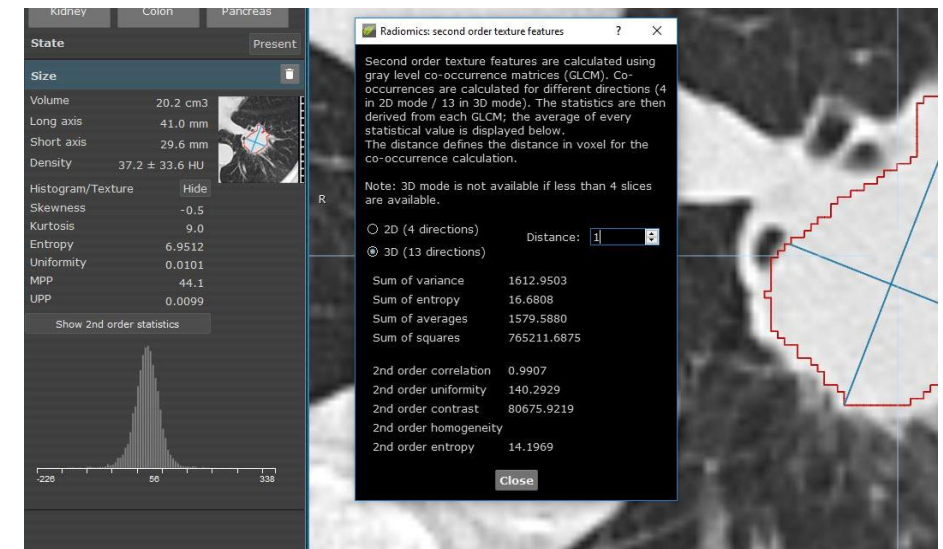 Kidney Colon Pancreas
State Present
Size
Volume 20.2 cm3
Long axis 41.0 mm
Short axis 29.6 mm
Density 37.2 ± 33.6 HU
Histogram/Texture Hide
Skewness -0.5
Kurtosis 9.0
Entropy 6.9512
Uniformity 0.0101
MPP 44.1
UPP 0.0099
Show 2nd order statistics
-226 56 338
R
Radiomics: second order texture features ? ×
Second order texture features are calculated using
gray level co-occurrence matrices (GLCM). Co-
occurrences are calculated for different directions (4
in 2D mode / 13 in 3D mode). The statistics are then
derived from each GLCM; the average of every
statistical value is displayed below.
The distance defines the distance in voxel for the
co-occurrence calculation.
Note: 3D mode is not available if less than 4 slices
are available.
2D (4 directions)
Distance: 1
3D (13 directions)
Sum of variance 1612.9503
Sum of entropy 16.6808
Sum of averages 1579.5880
Sum of squares 765211.6875
2nd order correlation 0.9907
2nd order uniformity 140.2929
2nd order contrast 80675.9219
2nd order homogeneity
2nd order entropy 14.1969
Close